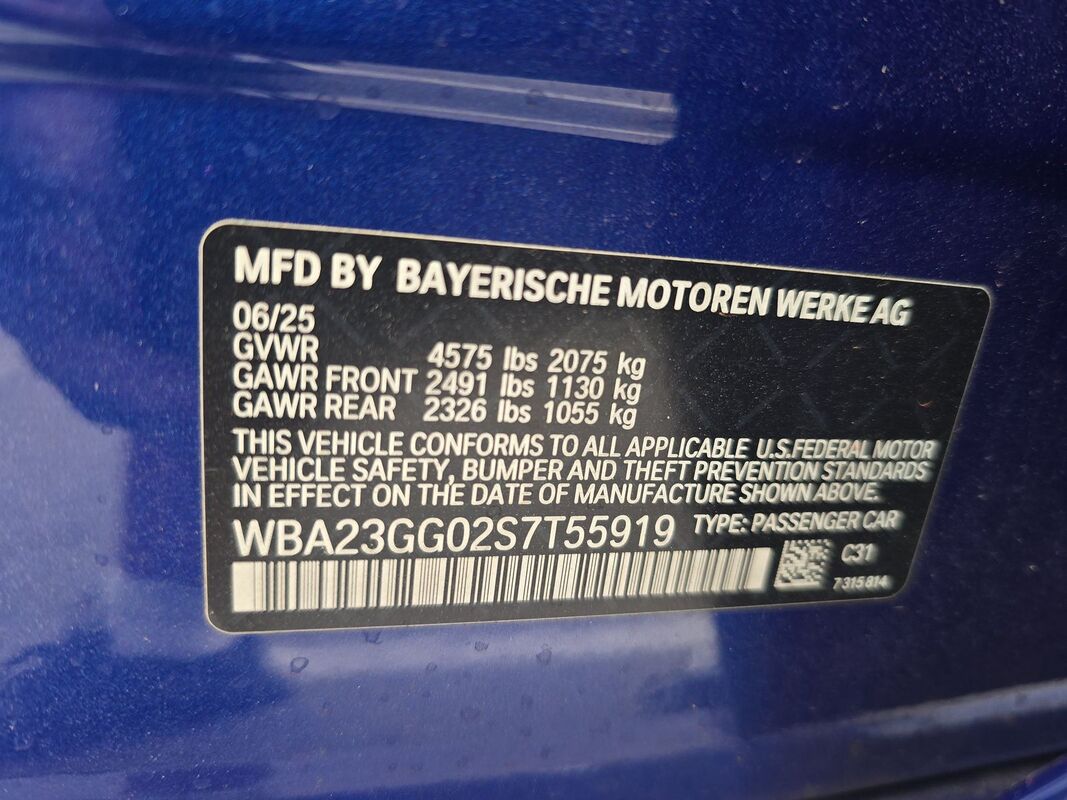 MFD BY BAYERISCHE MOTOREN WERKE AG
06/25
GVWR 4575 lbs 2075 kg
GAWR FRONT 2491 lbs 1130 kg
GAWR REAR 2326 lbs 1055 kg
THIS VEHICLE CONFORMS TO ALL APPLICABLE U.S.FEDERAL MOTOR
VEHICLE SAFETY, BUMPER AND THEFT PREVENTION STANDARDS
IN EFFECT ON THE DATE OF MANUFACTURE SHOWN ABOVE.
WBA23GG02S7T55919 TYPE: PASSENGER CAR
C31
7315814